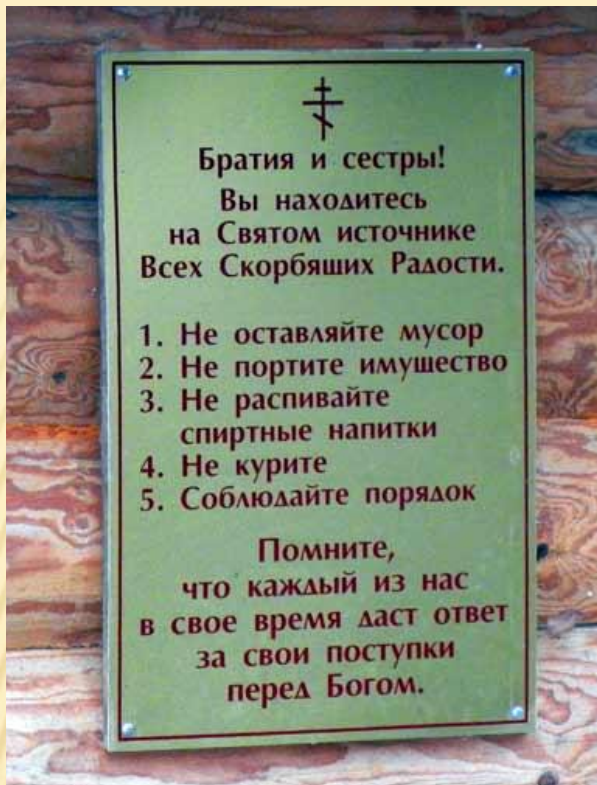 Братия и сестры!
Вы находитесь
на Святом источнике
Всех Скорбящих Радости.
1. Не оставляйте мусор
2. Не портите имущество
3. Не распивайте
спиртные напитки
4. Не курите
5. Соблюдайте порядок
Помните,
что каждый из нас
в свое время даст ответ
за свои поступки
перед Богом.